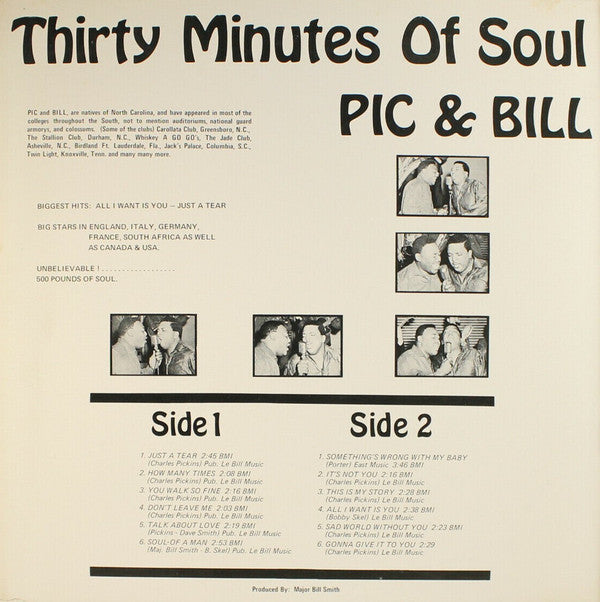 Thirty Minutes Of Soul
PIC & BILL
PIC and BILL, are natives of North Carolina, and have appeared in most of the
colleges throughout the South, not to mention auditoriums, national guard
armorys, and colossoms. (Some of the clubs) Carollata Club, Greensboro, N.C.,
The Stallion Club, Durham, N.C., Whiskey A GO GO's, The Jade Club,
Asheville, N.C., Birdland Ft. Lauderdale, Fla., Jack's Palace, Columbia, S.C.,
Twin Light, Knoxville, Tenn. and many many more.
BIGGEST HITS: ALL I WANT IS YOU – JUST A TEAR
BIG STARS IN ENGLAND, ITALY, GERMANY,
FRANCE, SOUTH AFRICA AS WELL
AS CANADA & USA.
UNBELIEVABLE ! . . . . . . . . . . . . . . . . .
500 POUNDS OF SOUL.
Side 1
1. JUST A TEAR 2:45 BMI
(Charles Pickins) Pub. Le Bill Music
2. HOW MANY TIMES 2:08 BMI
(Charles Pickins) Pub. Le Bill Music
3. YOU WALK SO FINE 2:16 BMI
(Charles Pickins) Pub. Le Bill Music
4. DON'T LEAVE ME 2:03 BMI
(Charles Pickins) Pub. Le Bill Music
5. TALK ABOUT LOVE 2:19 BMI
(Pickins - Dave Smith) Pub. Le Bill Music
6. SOUL-OF A MAN 2:53 BMI
(Maj. Bill Smith - B. Skel) Pub. Le Bill Music
Side 2
1. SOMETHING'S WRONG WITH MY BABY
(Porter) East Music 3:46 BMI
2. IT'S NOT YOU 2:16 BMI
(Charles Pickins) Pub. Le Bill Music
3. THIS IS MY STORY 2:28 BMI
(Charles Pickins) Pub. Le Bill Music
4. ALL I WANT IS YOU 2:38 BMI
(Bobby Skel) Pub. Le Bill Music
5. SAD WORLD WITHOUT YOU 2:23 BMI
(Charles Pickins) Pub. Le Bill Music
6. GONNA GIVE IT TO YOU 2:29
(Charles Pickins) Pub. Le Bill Music
Produced By: Major Bill Smith